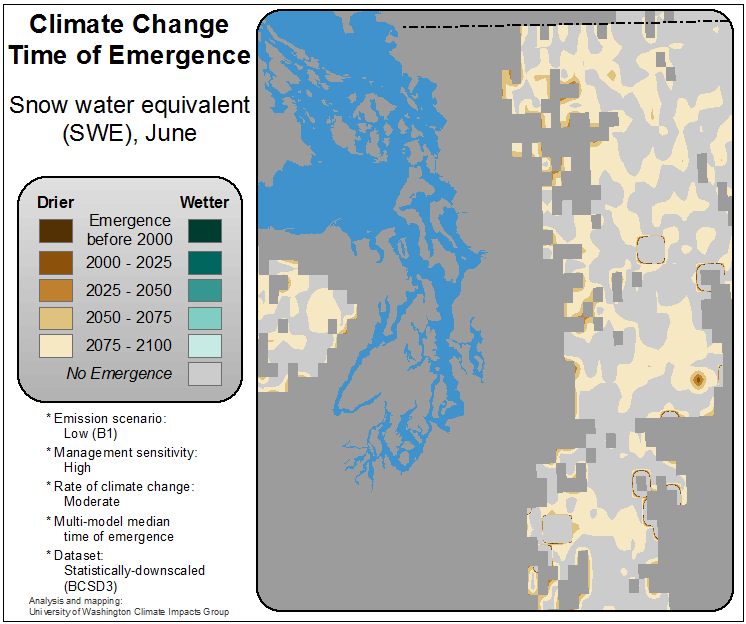 Climate Change
Time of Emergence
Snow water equivalent
(SWE), June
Drier
Wetter
Emergence
before 2000
2000 - 2025
2025 - 2050
2050 - 2075
2075 - 2100
No Emergence
* Emission scenario:
Low (B1)
* Management sensitivity:
High
* Rate of climate change:
Moderate
* Multi-model median
time of emergence
* Dataset:
Statistically-downscaled
(BCSD3)
Analysis and mapping:
University of Washington Climate Impacts Group